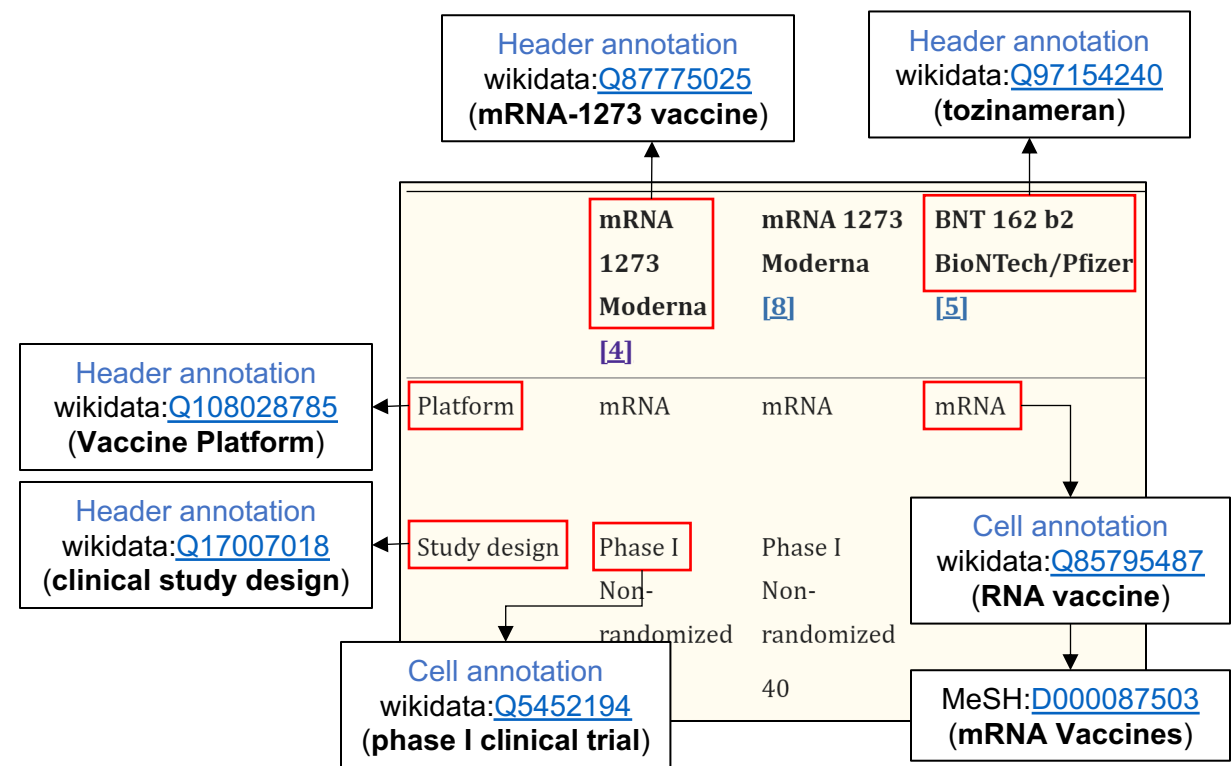 Header annotation
wikidata:Q87775025
(mRNA-1273 vaccine)
Header annotation
wikidata:Q97154240
(tozinameran)
mRNA
1273
Moderna
[4]
mRNA 1273
Moderna
[8]
BNT 162 b2
BioNTech/Pfizer
[5]
Header annotation
wikidata:Q108028785
(Vaccine Platform)
Platform
mRNA
mRNA
mRNA
Header annotation
wikidata:Q17007018
(clinical study design)
Study design
Phase I
Non-
randomized
Phase I
Non-
randomized
40
Cell annotation
wikidata:Q85795487
(RNA vaccine)
Cell annotation
wikidata:Q5452194
(phase I clinical trial)
MeSH:D000087503
(mRNA Vaccines)